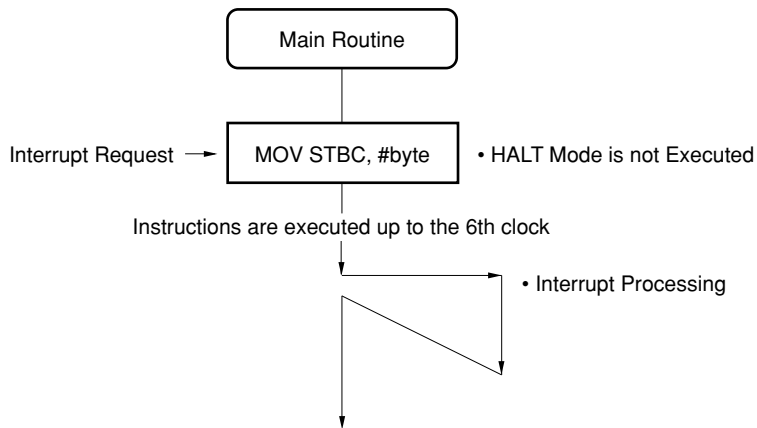 Main Routine
Interrupt Request
MOV STBC, #byte
• HALT Mode is not Executed
Instructions are executed up to the 6th clock
• Interrupt Processing